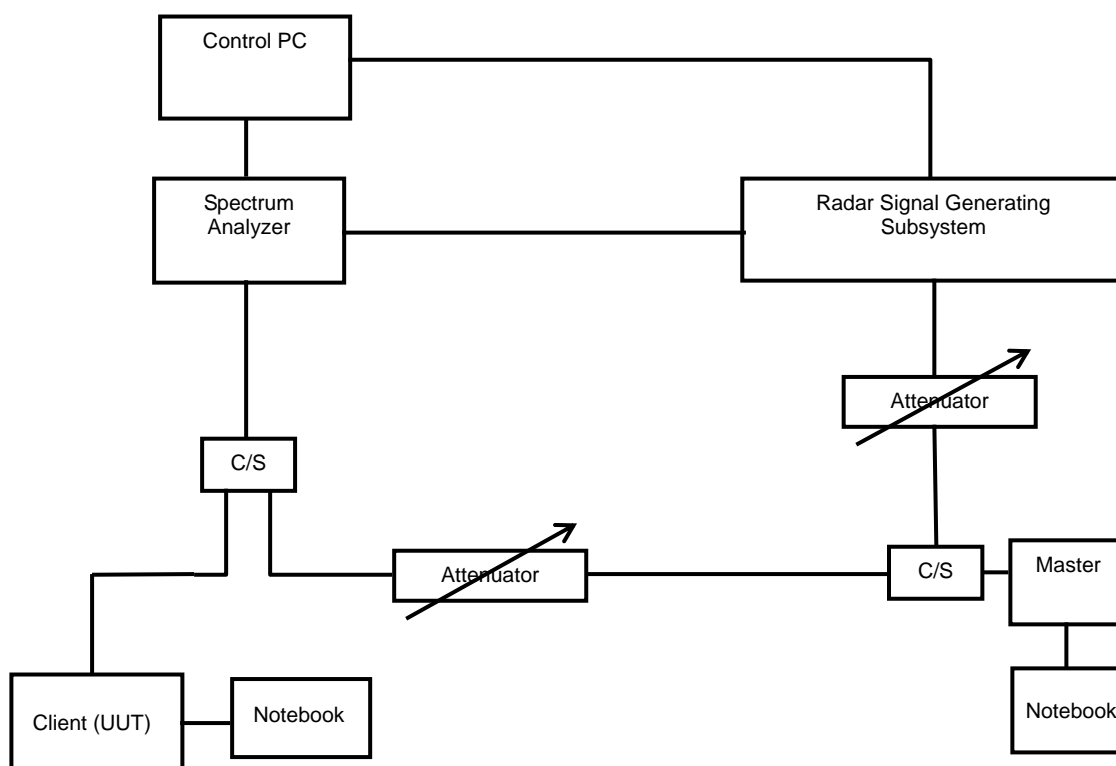 Control PC
Spectrum
Analyzer
Radar Signal Generating
Subsystem
Attenuator
C/S
Attenuator
C/S
Master
Client (UUT)
Notebook
Notebook